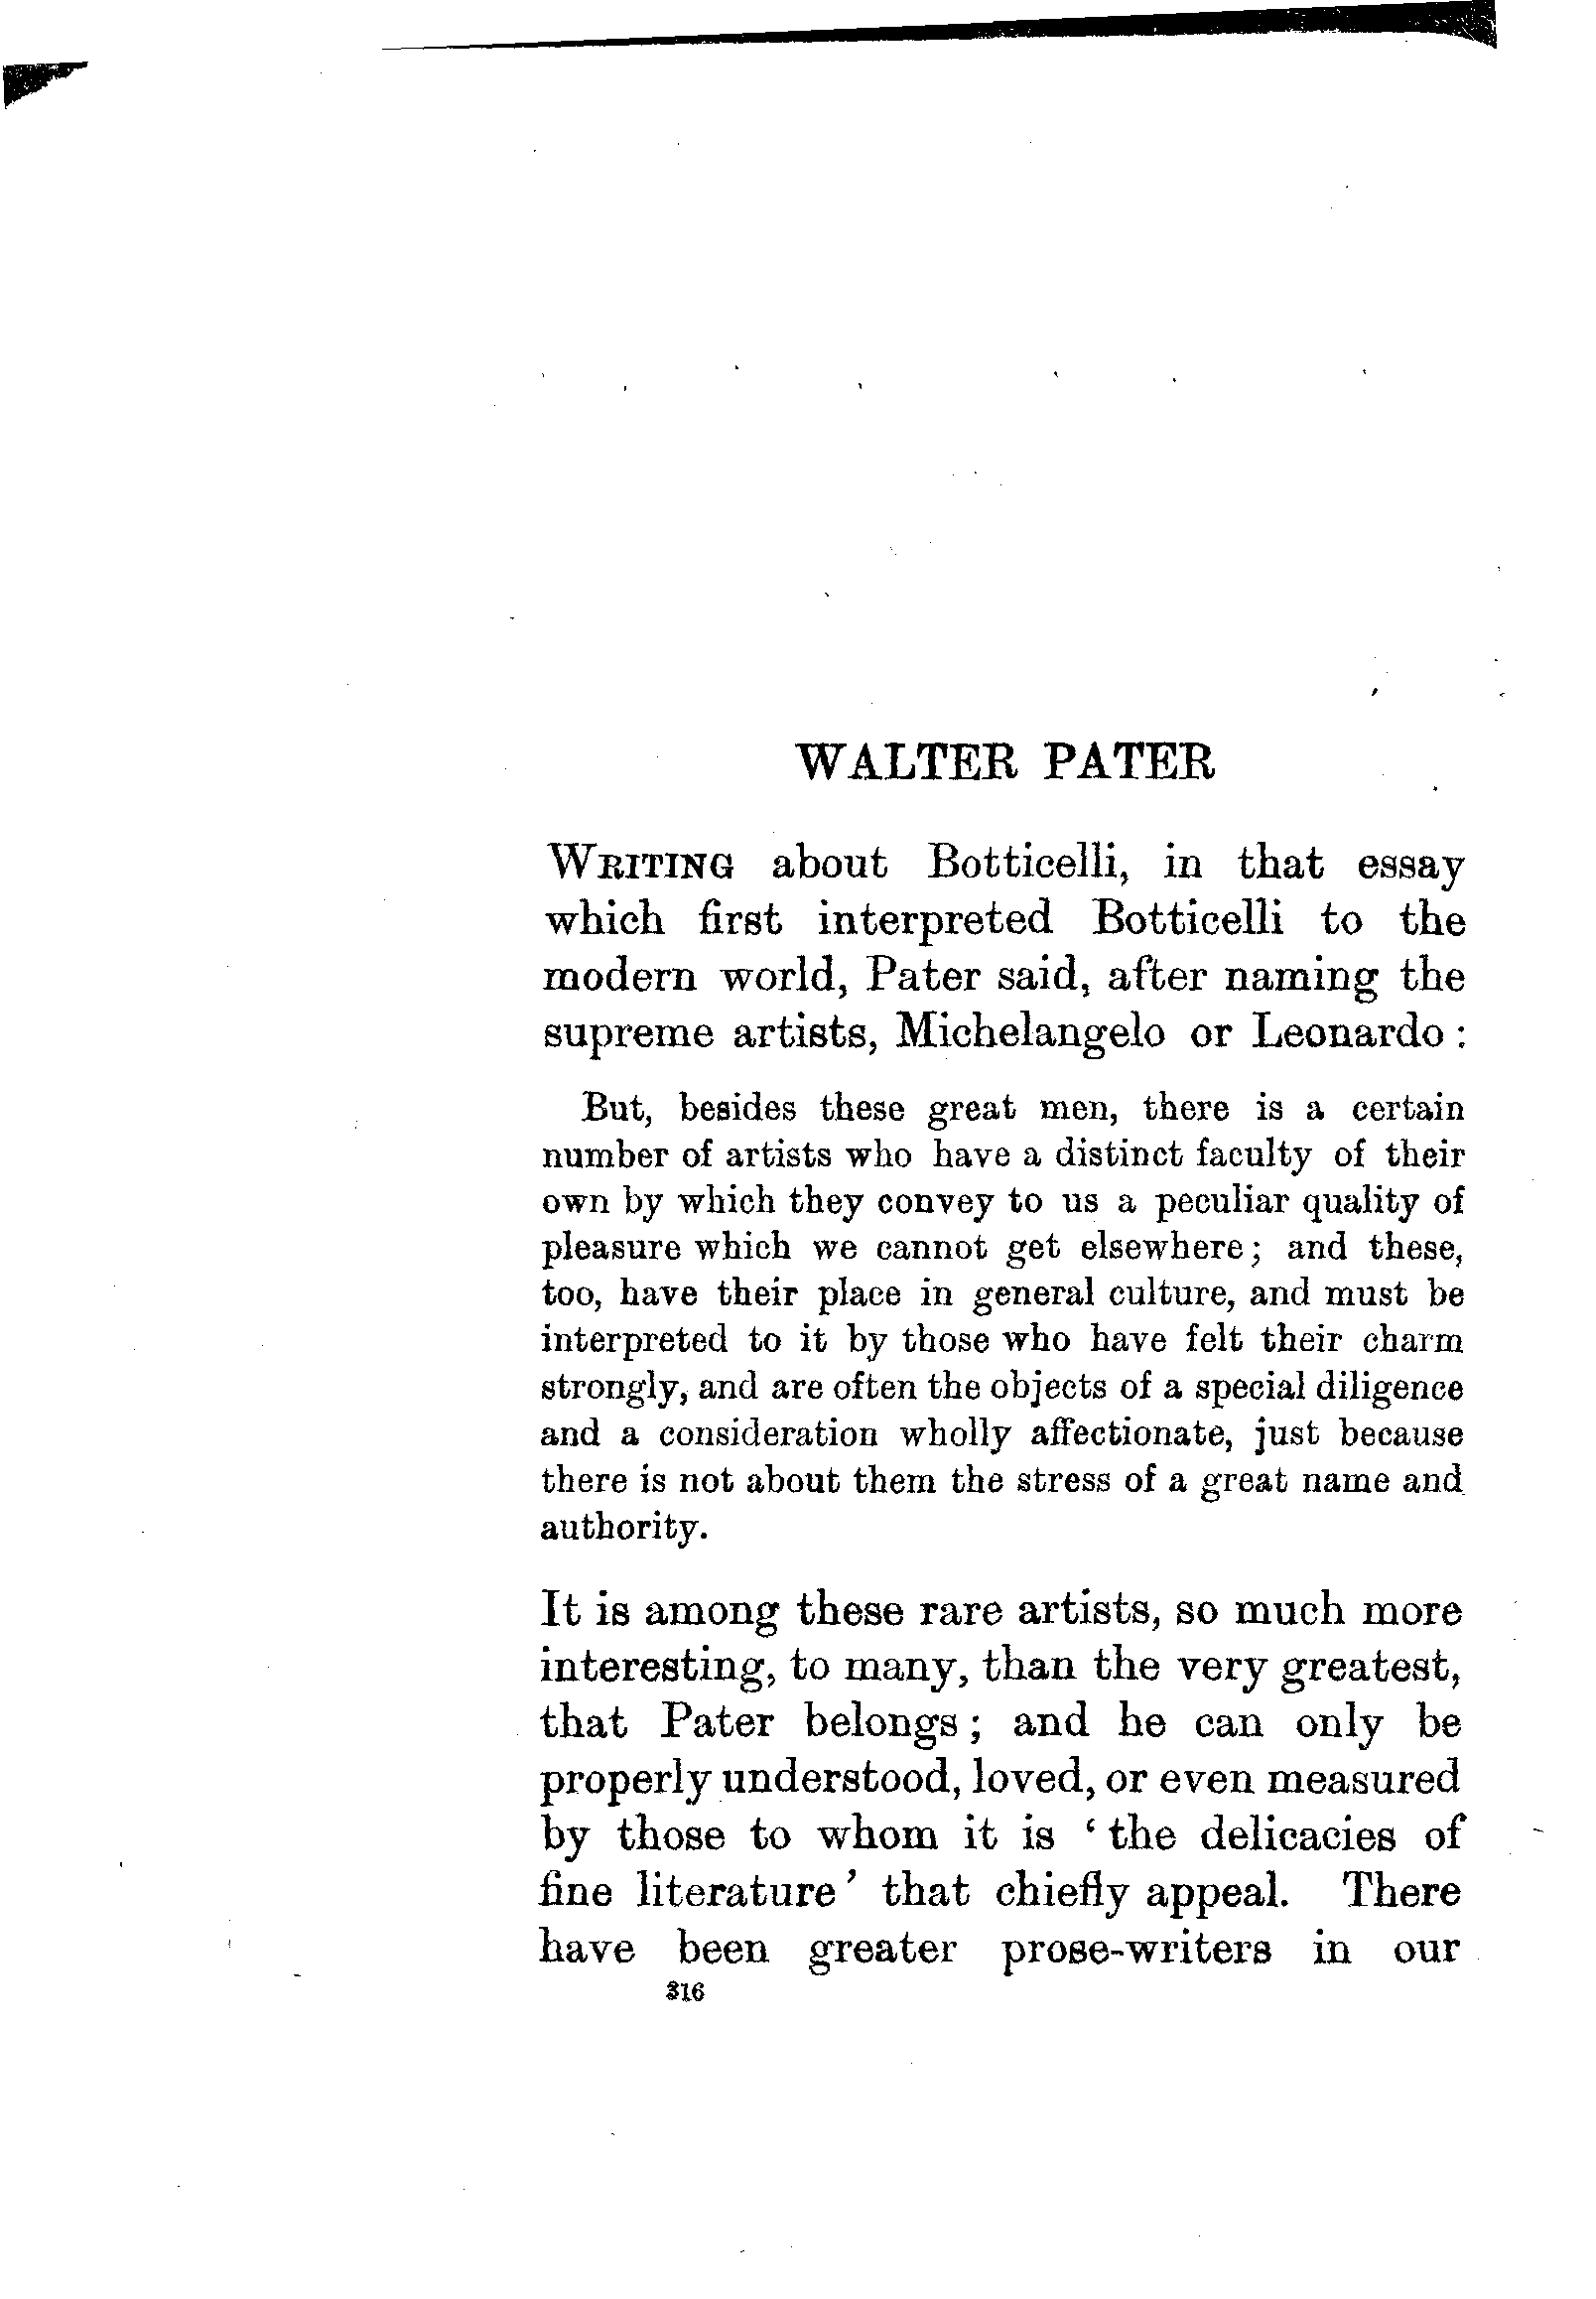 WALTER PATER
WRITING about Botticelli, in that essay
which first interpreted Botticelli to the
modern world, Pater said, after naming the
supreme artists, Michelangelo or Leonardo:
But, besides these great men, there is a certain
number of artists who have a distinct faculty of their
own by which they convey to us a peculiar quality of
pleasure which we cannot get elsewhere; and these,
too, have their place in general culture, and must be
interpreted to it by those who have felt their charm
strongly, and are often the objects of a special diligence
and a consideration wholly affectionate, just because
there is not about them the stress of a great name and
authority.
It is among these rare artists, so much more
interesting, to many, than the very greatest,
that Pater belongs; and he can only be
properly understood, loved, or even measured
by those to whom it is ‘the delicacies of
fine literature’ that chiefly appeal. There
have been greater prose-writers in our
316